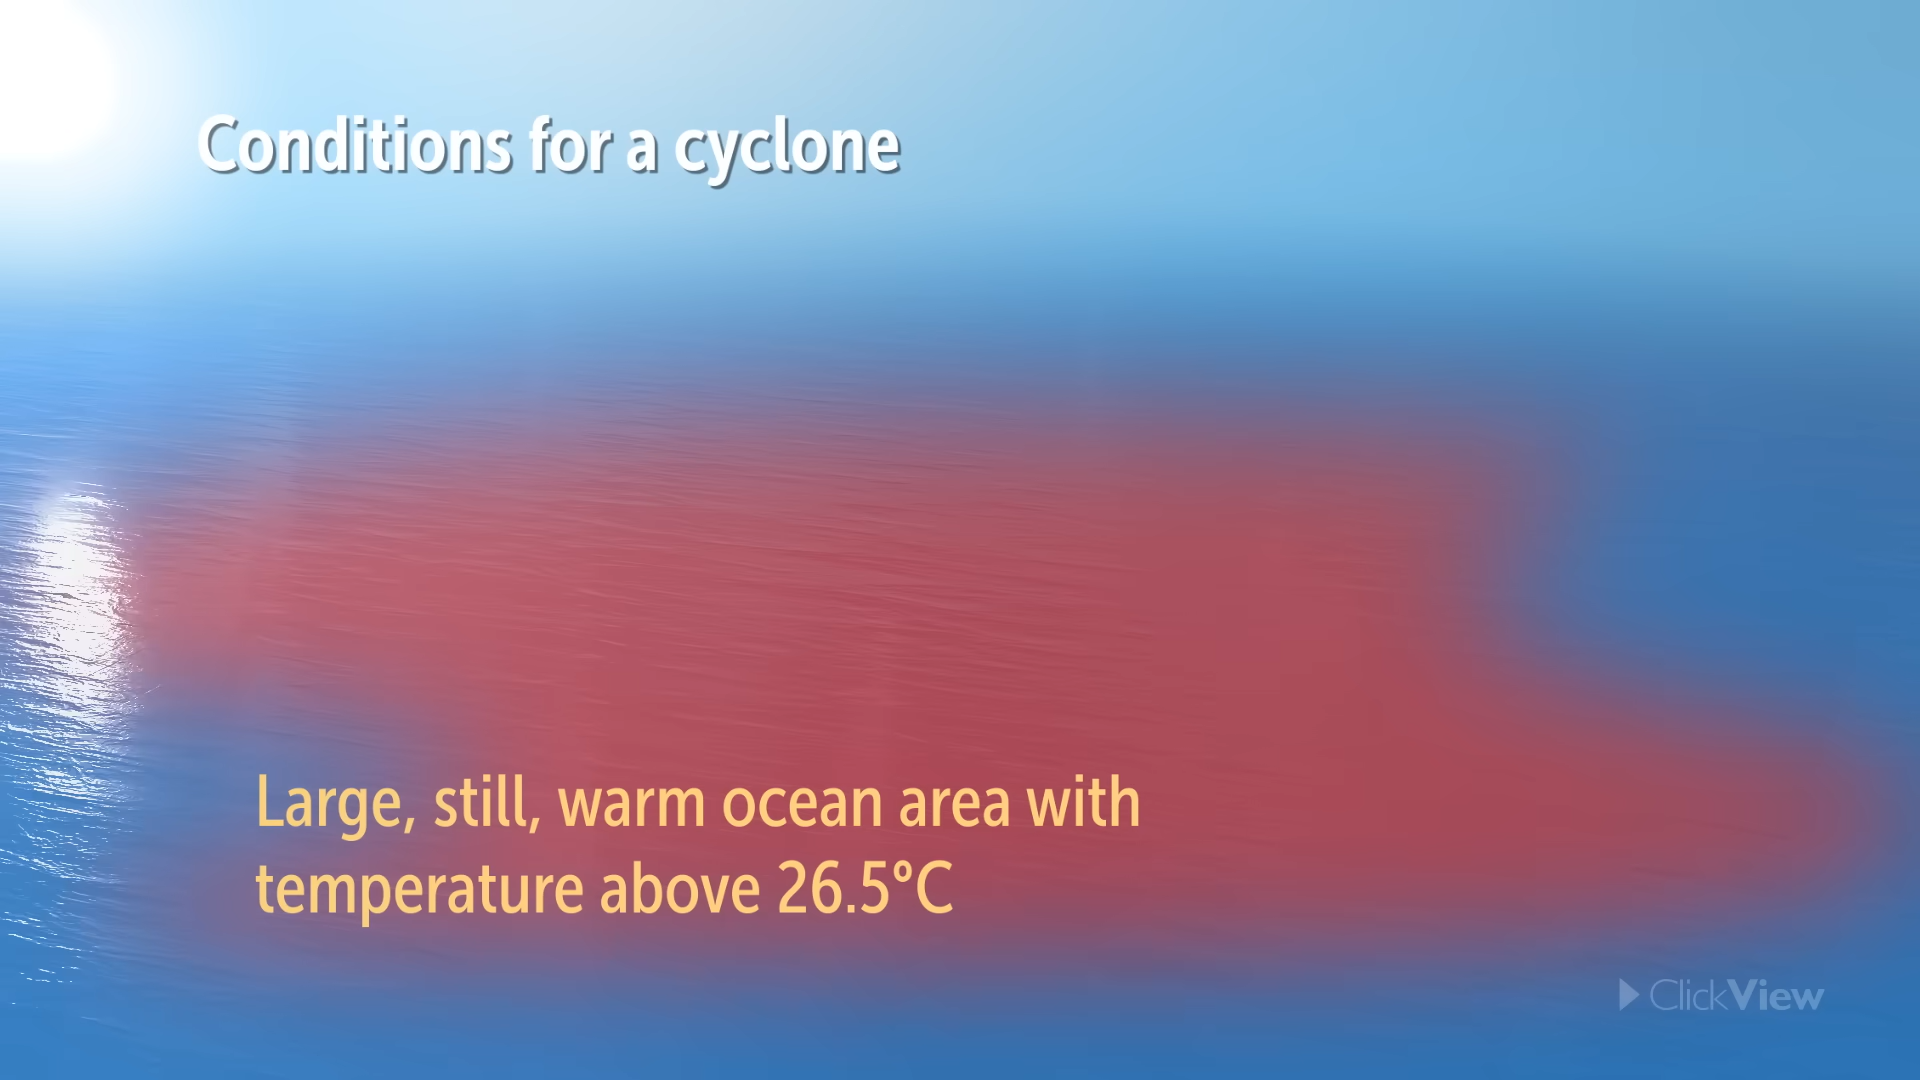 Conditions for a cyclone
Large, still, warm ocean area with
temperature above 26.5°C
ClickView